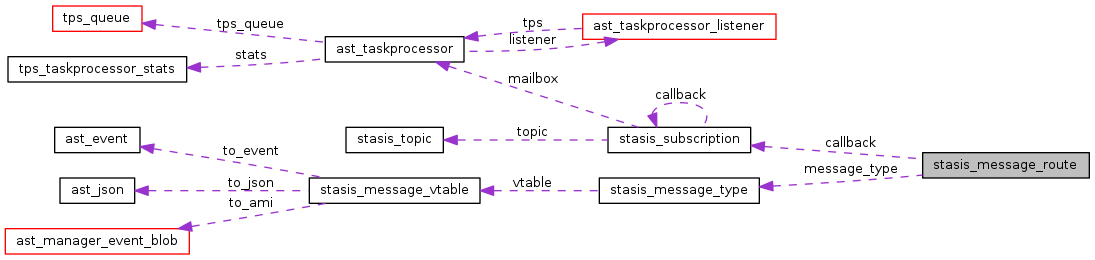 tps_queue
tps_queue
tps
ast_taskprocessor_listener
listener
ast_taskprocessor
stats
tps_taskprocessor_stats
mailbox
callback
ast_event
to_event
stasis_topic
topic
stasis_subscription
callback
stasis_message_route
message_type
ast_json
to_json
stasis_message_vtable
vtable
stasis_message_type
to_ami
ast_manager_event_blob